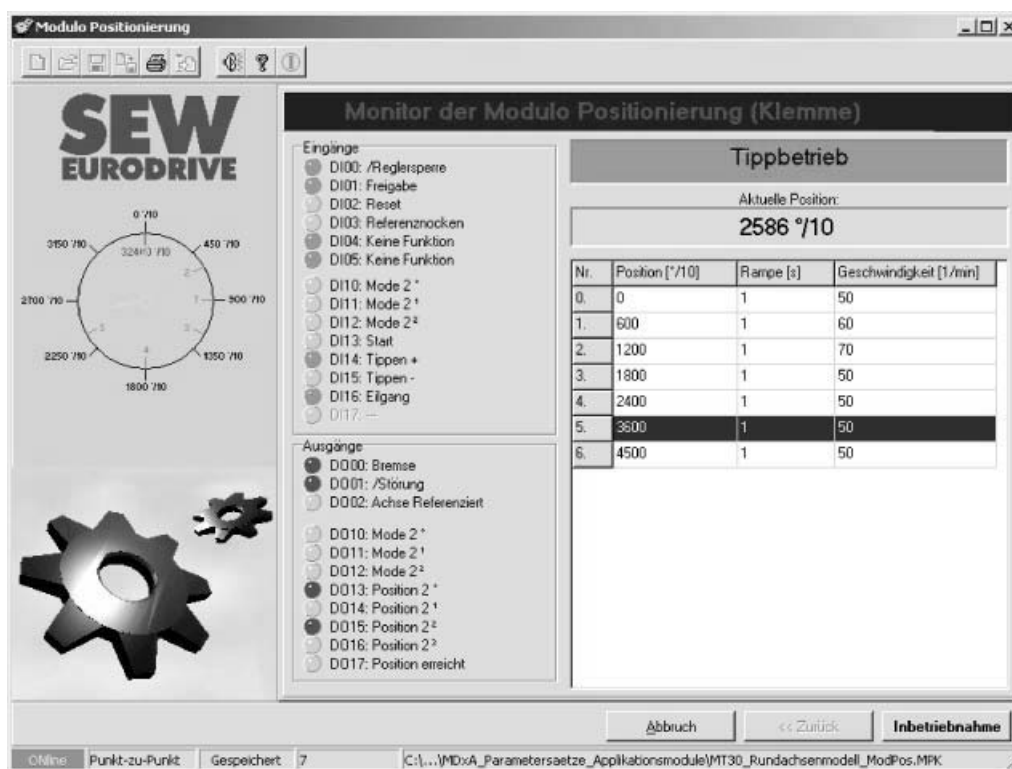 Modulo Positionierung
SEW
EURODRIVE
Monitor der Modulo Positionierung (Klemme)
0 °/10
450 °/10
900 °/10
1350 °/10
1800 °/10
2250 °/10
2700 °/10
3150 °/10
2
3
4
5
Eingänge
DI00: /Reglersperre
DI01: Freigabe
DI02: Reset
DI03: Referenznocken
DI04: Keine Funktion
DI05: Keine Funktion
DI10: Mode 2°
DI11: Mode 2¹
DI12: Mode 2²
DI13: Start
DI14: Tippen +
DI15: Tippen -
DI16: Eilgang
DI17: ---
Ausgänge
DO00: Bremse
DO01: /Störung
DO02: Achse Referenziert
DO10: Mode 2°
DO11: Mode 2¹
DO12: Mode 2²
DO13: Position 2°
DO14: Position 2¹
DO15: Position 2²
DO16: Position 2³
DO17: Position erreicht
Tippbetrieb
Aktuelle Position:
2586 °/10
Nr. Position [°/10] Rampe [s] Geschwindigkeit [1/min]
0. 0 1 50
1. 600 1 60
2. 1200 1 70
3. 1800 1 50
4. 2400 1 50
5. 3600 1 50
6. 4500 1 50
Abbruch << Zurück Inbetriebnahme
ONline Punkt-zu-Punkt Gespeichert 7 C:\...\MDxA_Parametersaetze_Applikationsmodule\MT30_Rundachsenmodell_ModPos.MPK